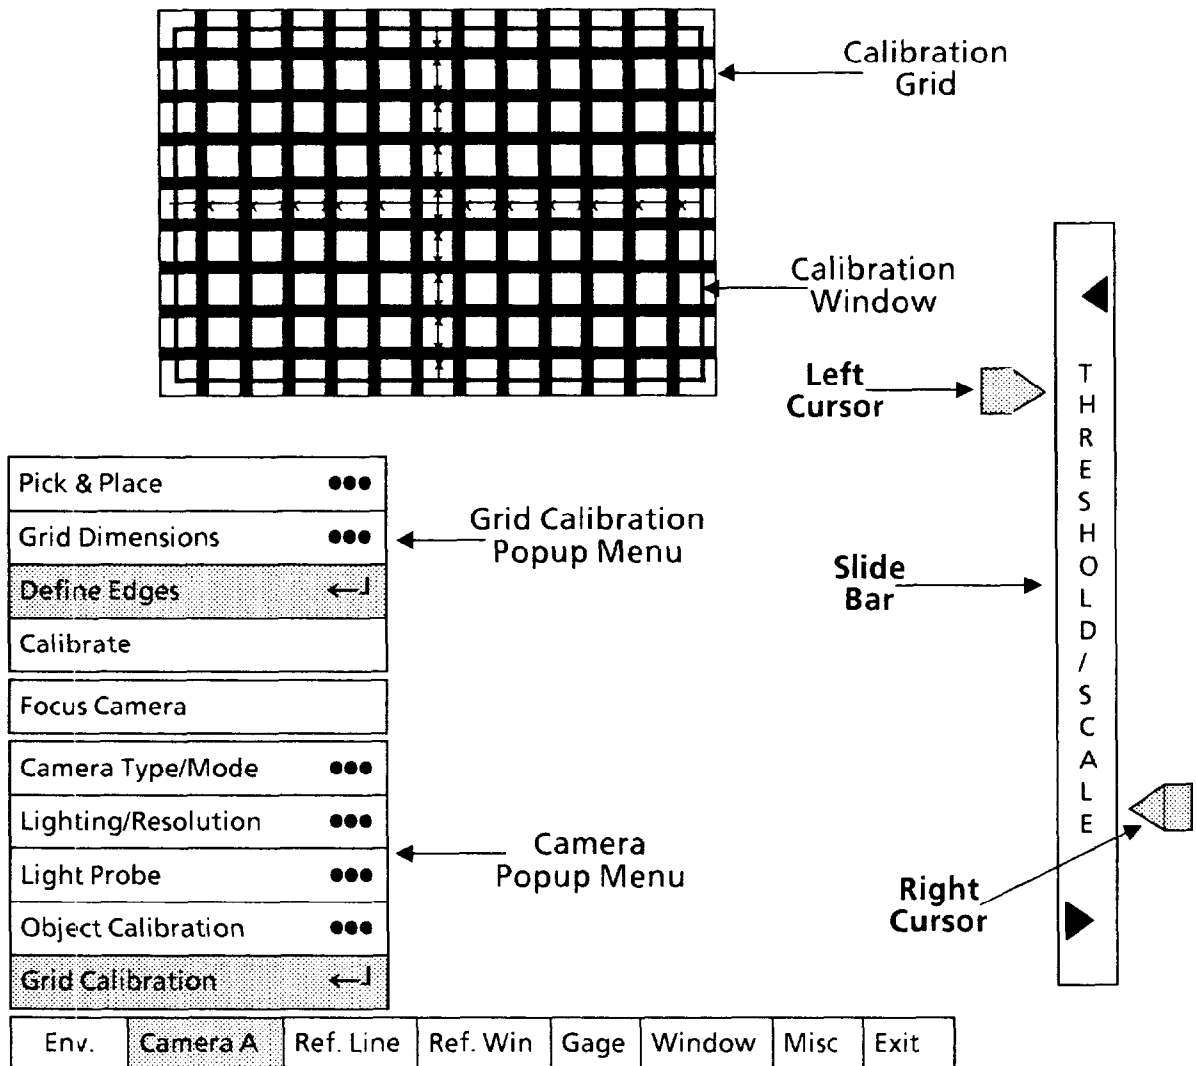 Calibration
Grid
Calibration
Window
Left
Cursor
THRESHOLD/SCALE
Slide
Bar
Right
Cursor
Pick & Place •••
Grid Dimensions •••
Define Edges ←┘
Calibrate
Grid Calibration
Popup Menu
Focus Camera
Camera Type/Mode •••
Lighting/Resolution •••
Light Probe •••
Object Calibration •••
Grid Calibration ←┘
Camera
Popup Menu
Env. Camera A Ref. Line Ref. Win Gage Window Misc Exit